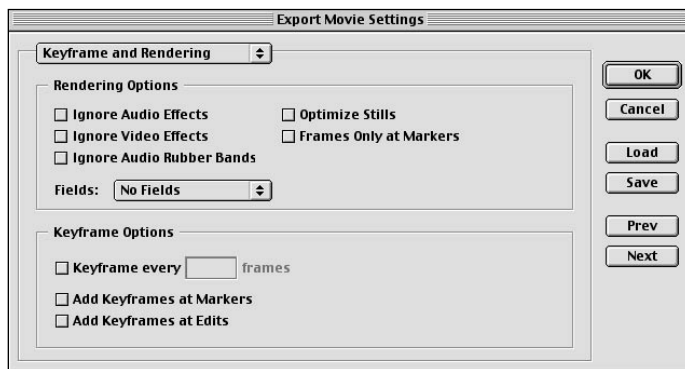 Export Movie Settings
Keyframe and Rendering
Rendering Options
Ignore Audio Effects
Optimize Stills
Ignore Video Effects
Frames Only at Markers
Ignore Audio Rubber Bands
Fields: No Fields
Keyframe Options
Keyframe every frames
Add Keyframes at Markers
Add Keyframes at Edits
OK
Cancel
Load
Save
Prev
Next